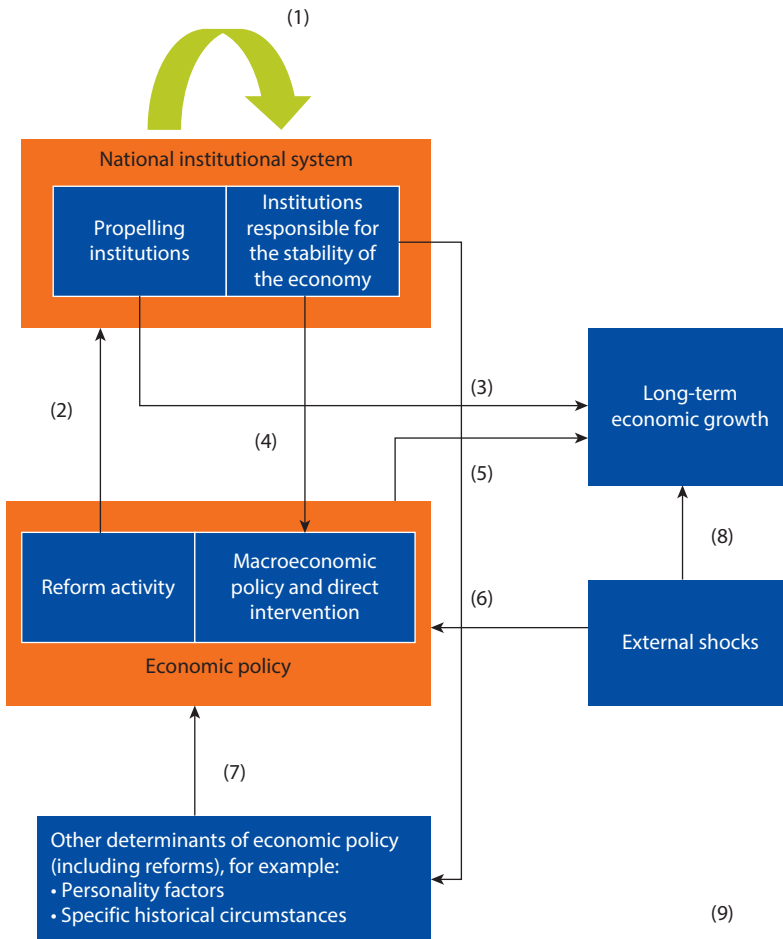 (1)
National institutional system
Propelling
institutions
Institutions
responsible for
the stability of
the economy
(2)
(3)
(4)
Long-term
economic growth
(5)
(8)
Reform activity
Macroeconomic
policy and direct
intervention
(6)
External shocks
Economic policy
(7)
Other determinants of economic policy
(including reforms), for example:
• Personality factors
• Specific historical circumstances
(9)